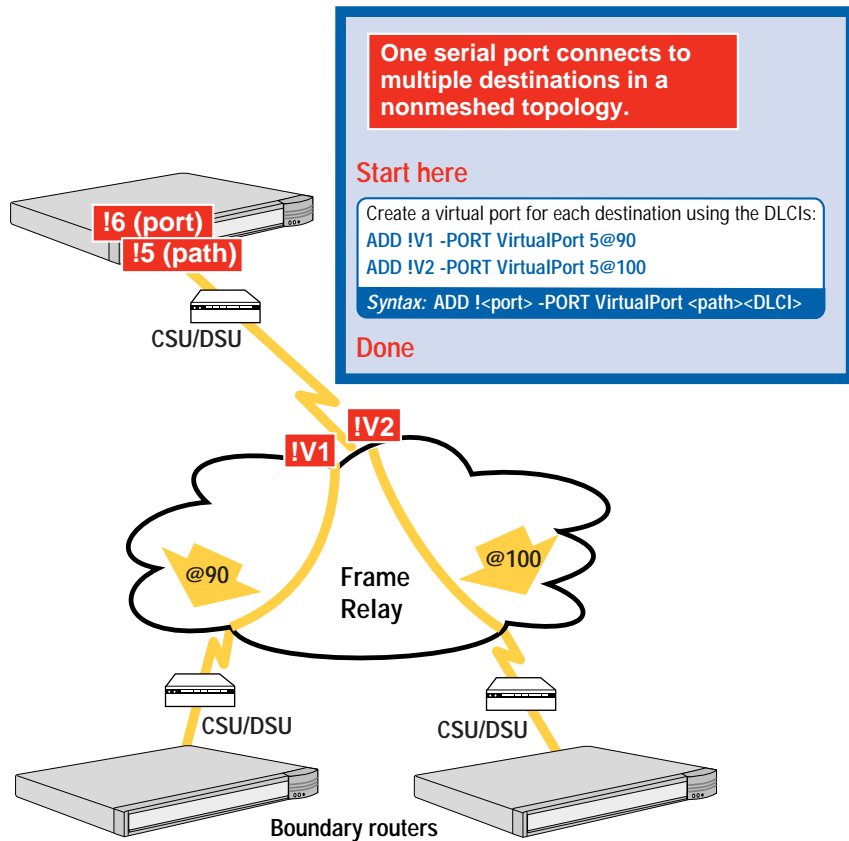 One serial port connects to
multiple destinations in a
nonmeshed topology.
Start here
Create a virtual port for each destination using the DLCIs:
ADD !V1 -PORT VirtualPort 5@90
ADD !V2 -PORT VirtualPort 5@100
Syntax: ADD !<port> -PORT VirtualPort <path><DLCI>
Done
!6 (port)
!5 (path)
CSU/DSU
!V2
!V1
@90
@100
Frame
Relay
CSU/DSU
CSU/DSU
Boundary routers